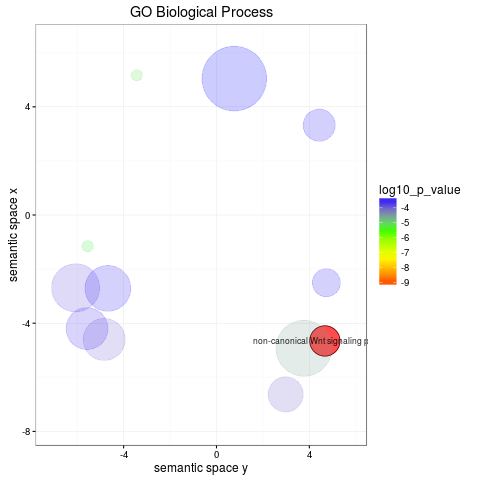 GO Biological Process
semantic space x
4
0
-4
-8
non-canonical Wnt signaling p
-4
0
4
semantic space y
log10_p_value
-4
-5
-6
-7
-8
-9